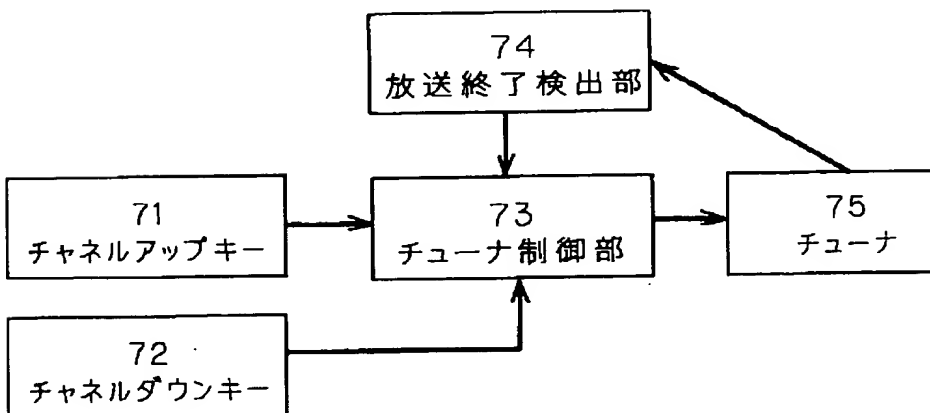 74
放送終了検出部
71
チャネルアップキー
73
チューナ制御部
75
チューナ
72
チャネルダウンキー